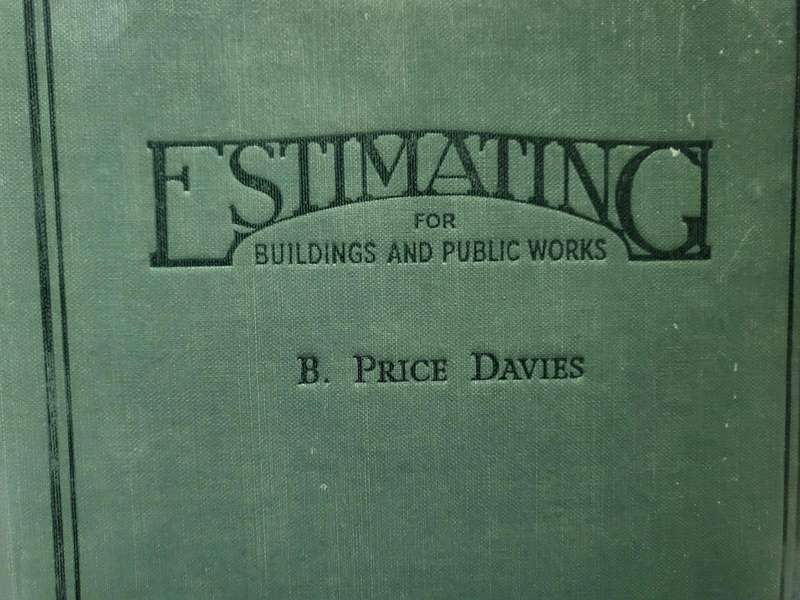 ESTIMATING
FOR
BUILDINGS AND PUBLIC WORKS
B. PRICE DAVIES